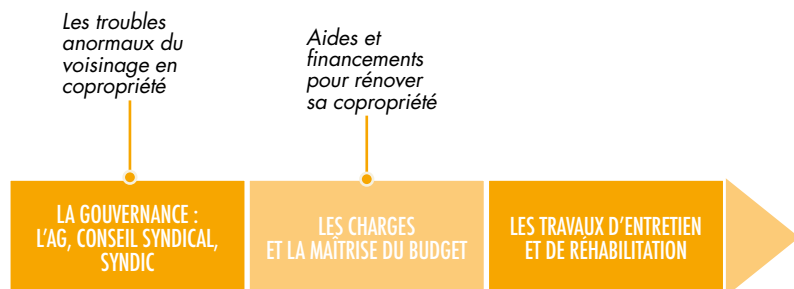 Les troubles
anormaux du
voisinage en
copropriété
Aides et
financements
pour rénover
sa copropriété
LA GOUVERNANCE :
L'AG, CONSEIL SYNDICAL,
SYNDIC
LES CHARGES
ET LA MAÎTRISE DU BUDGET
LES TRAVAUX D'ENTRETIEN
ET DE RÉHABILITATION